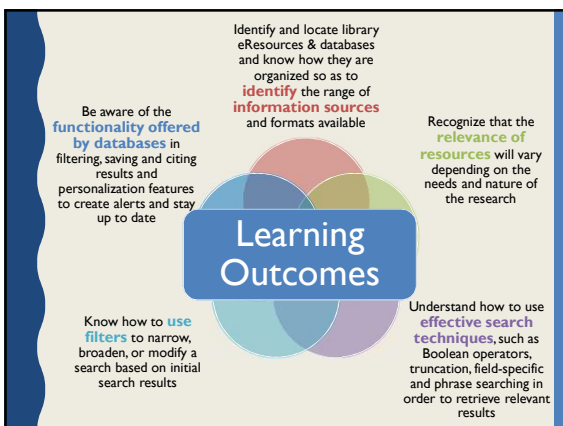 Identify and locate library
eResources & databases
and know how they are
organized so as to
identify the range of
information sources
and formats available
Be aware of the
functionality offered
by databases in
filtering, saving and citing
results and
personalization features
to create alerts and stay
up to date
Recognize that the
relevance of
resources will vary
depending on the
needs and nature of
the research
Learning
Outcomes
Know how to use
filters to narrow,
broaden, or modify a
search based on initial
search results
Understand how to use
effective search
techniques, such as
Boolean operators,
truncation, field-specific
and phrase searching in
order to retrieve relevant
results